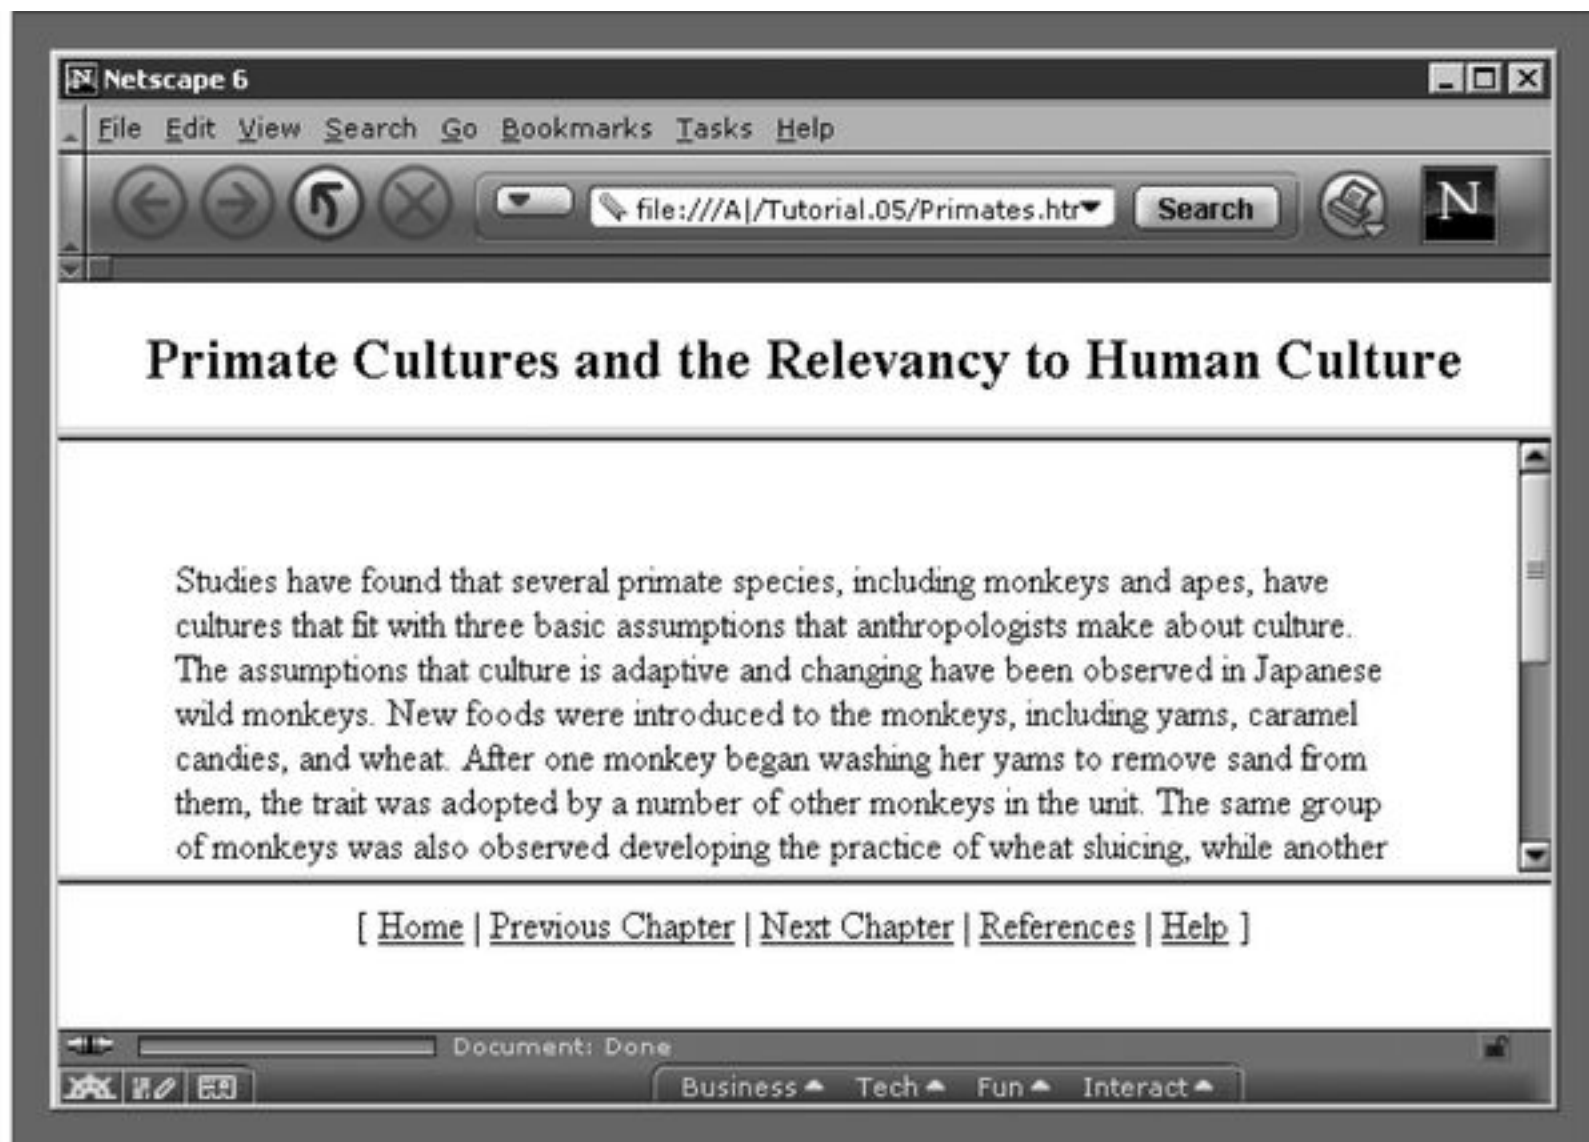 N Netscape 6
File Edit View Search Go Bookmarks Tasks Help
file:///A|/Tutorial.05/Primates.htr Search N
Primate Cultures and the Relevancy to Human Culture
Studies have found that several primate species, including monkeys and apes, have
cultures that fit with three basic assumptions that anthropologists make about culture.
The assumptions that culture is adaptive and changing have been observed in Japanese
wild monkeys. New foods were introduced to the monkeys, including yams, caramel
candies, and wheat. After one monkey began washing her yams to remove sand from
them, the trait was adopted by a number of other monkeys in the unit. The same group
of monkeys was also observed developing the practice of wheat sluicing, while another
[ Home | Previous Chapter | Next Chapter | References | Help ]
Document: Done
Business Tech Fun Interact